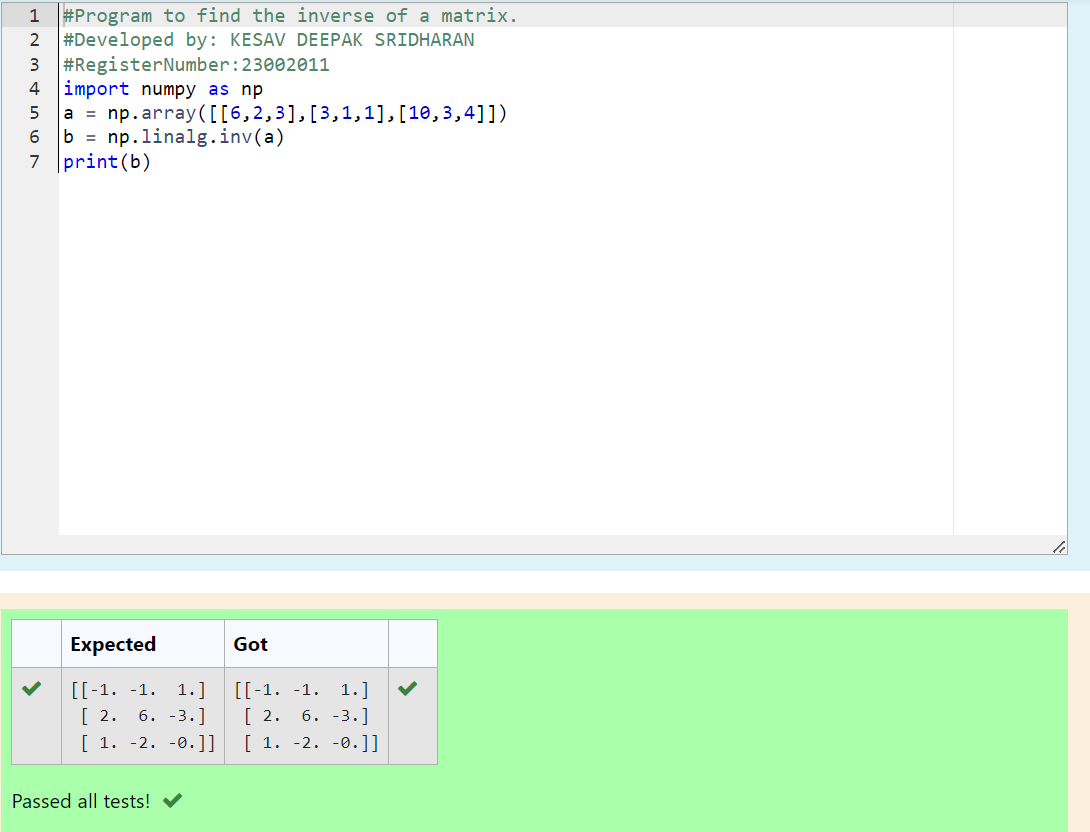 1 #Program to find the inverse of a matrix.
2 #Developed by: KESAV DEEPAK SRIDHARAN
3 #RegisterNumber:23002011
4 import numpy as np
5 a = np.array([[6,2,3],[3,1,1],[10,3,4]])
6 b = np.linalg.inv(a)
7 print(b)
Expected Got
[[-1. -1.  1.] [[-1. -1.  1.]
[ 2.  6. -3.] [ 2.  6. -3.]
[ 1. -2. -0.]] [ 1. -2. -0.]]
Passed all tests!